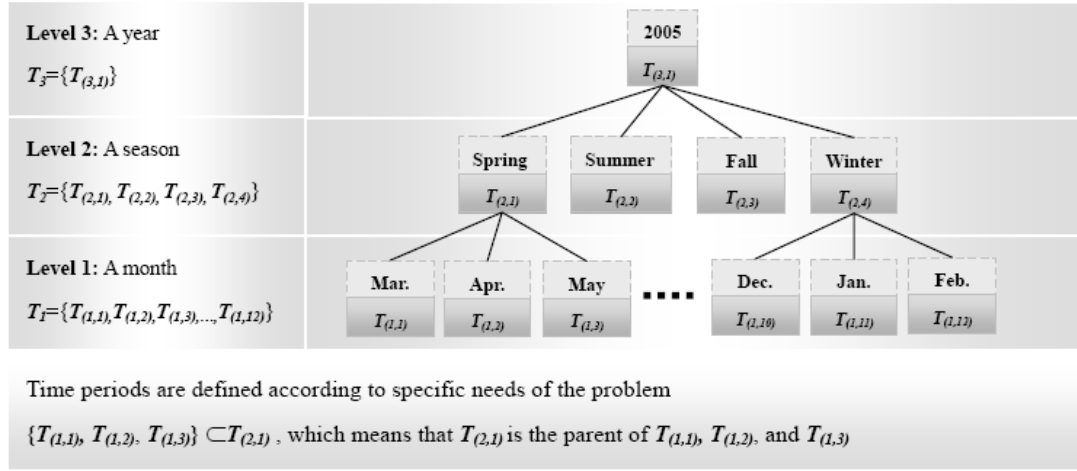 Level 3: A year
T₃={T₍₃,₁₎}
2005
T₍₃,₁₎
Level 2: A season
T₂={T₍₂,₁₎, T₍₂,₂₎, T₍₂,₃₎, T₍₂,₄₎}
Spring
Summer
Fall
Winter
T₍₂,₁₎
T₍₂,₂₎
T₍₂,₃₎
T₍₂,₄₎
Level 1: A month
T₁={T₍₁,₁₎,T₍₁,₂₎,T₍₁,₃₎,...,T₍₁,₁₂₎}
Mar.
Apr.
May
Dec.
Jan.
Feb.
T₍₁,₁₎
T₍₁,₂₎
T₍₁,₃₎
T₍₁,₁₀₎
T₍₁,₁₁₎
T₍₁,₁₂₎
Time periods are defined according to specific needs of the problem
{T₍₁,₁₎, T₍₁,₂₎, T₍₁,₃₎} ⊂T₍₂,₁₎ , which means that T₍₂,₁₎ is the parent of T₍₁,₁₎, T₍₁,₂₎, and T₍₁,₃₎